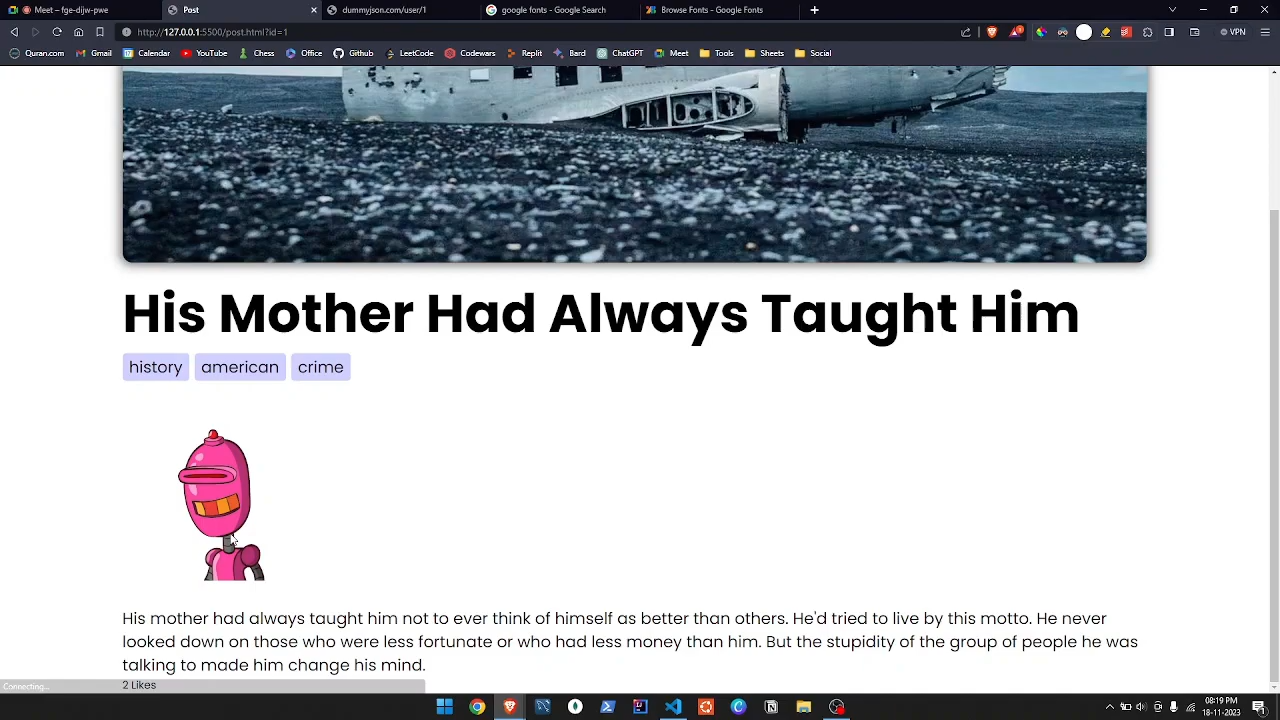 Meet – fge-dijw-pwe
Post
dummyjson.com/user/1
google fonts - Google Search
Browse Fonts - Google Fonts
http://127.0.0.1:5500/post.html?id=1
VPN
Quran.com
Gmail
Calendar
YouTube
Chess
Office
Github
LeetCode
Codewars
Replit
Bard
ChatGPT
Meet
Tools
Sheets
Social
His Mother Had Always Taught Him
history american crime
His mother had always taught him not to ever think of himself as better than others. He'd tried to live by this motto. He never
looked down on those who were less fortunate or who had less money than him. But the stupidity of the group of people he was
talking to made him change his mind.
2 Likes
Connecting...
08:19 PM
18-11-2023